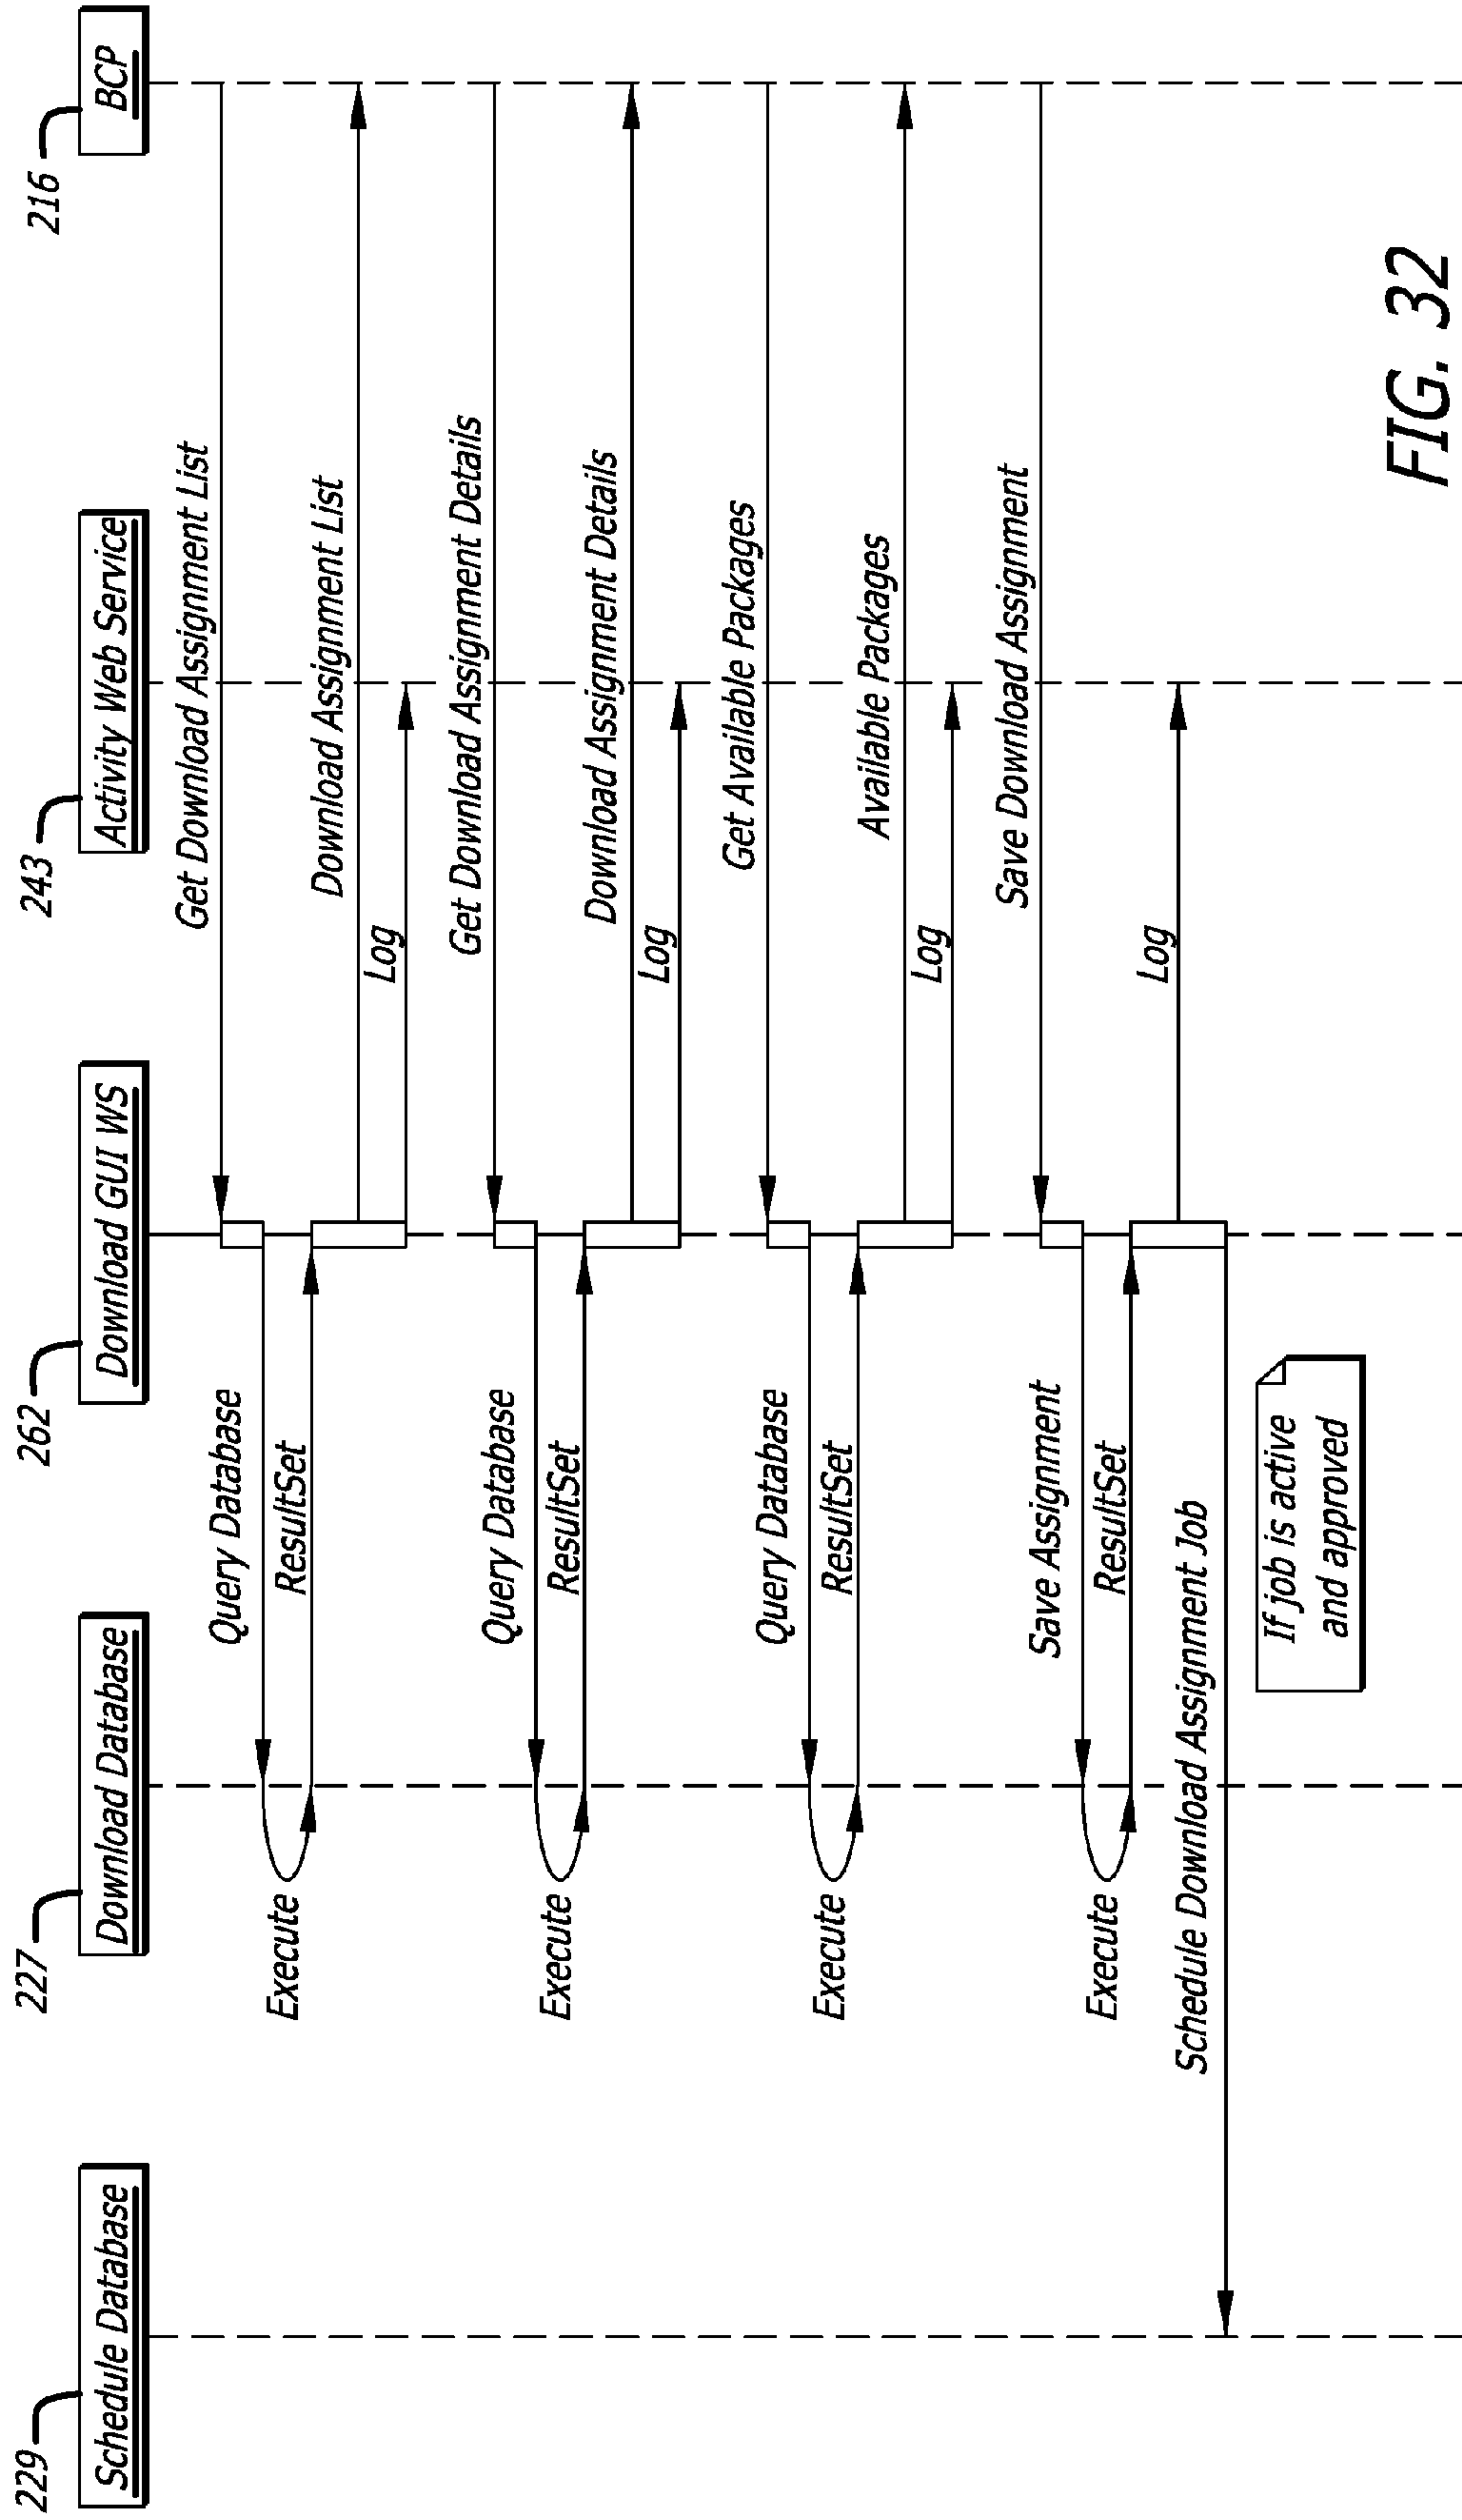 229
227
262
243
216
Schedule Database
Download Database
Download GUI WS
Activity Web Service
BCP
Get Download Assignment List
Query Database
Execute
ResultSet
Download Assignment List
Log
Get Download Assignment Details
Query Database
Execute
ResultSet
Download Assignment Details
Log
Get Available Packages
Query Database
Execute
ResultSet
Available Packages
Log
Save Download Assignment
Save Assignment
Execute
ResultSet
Log
Schedule Download Assignment Job
If job is active
and approved
FIG. 32